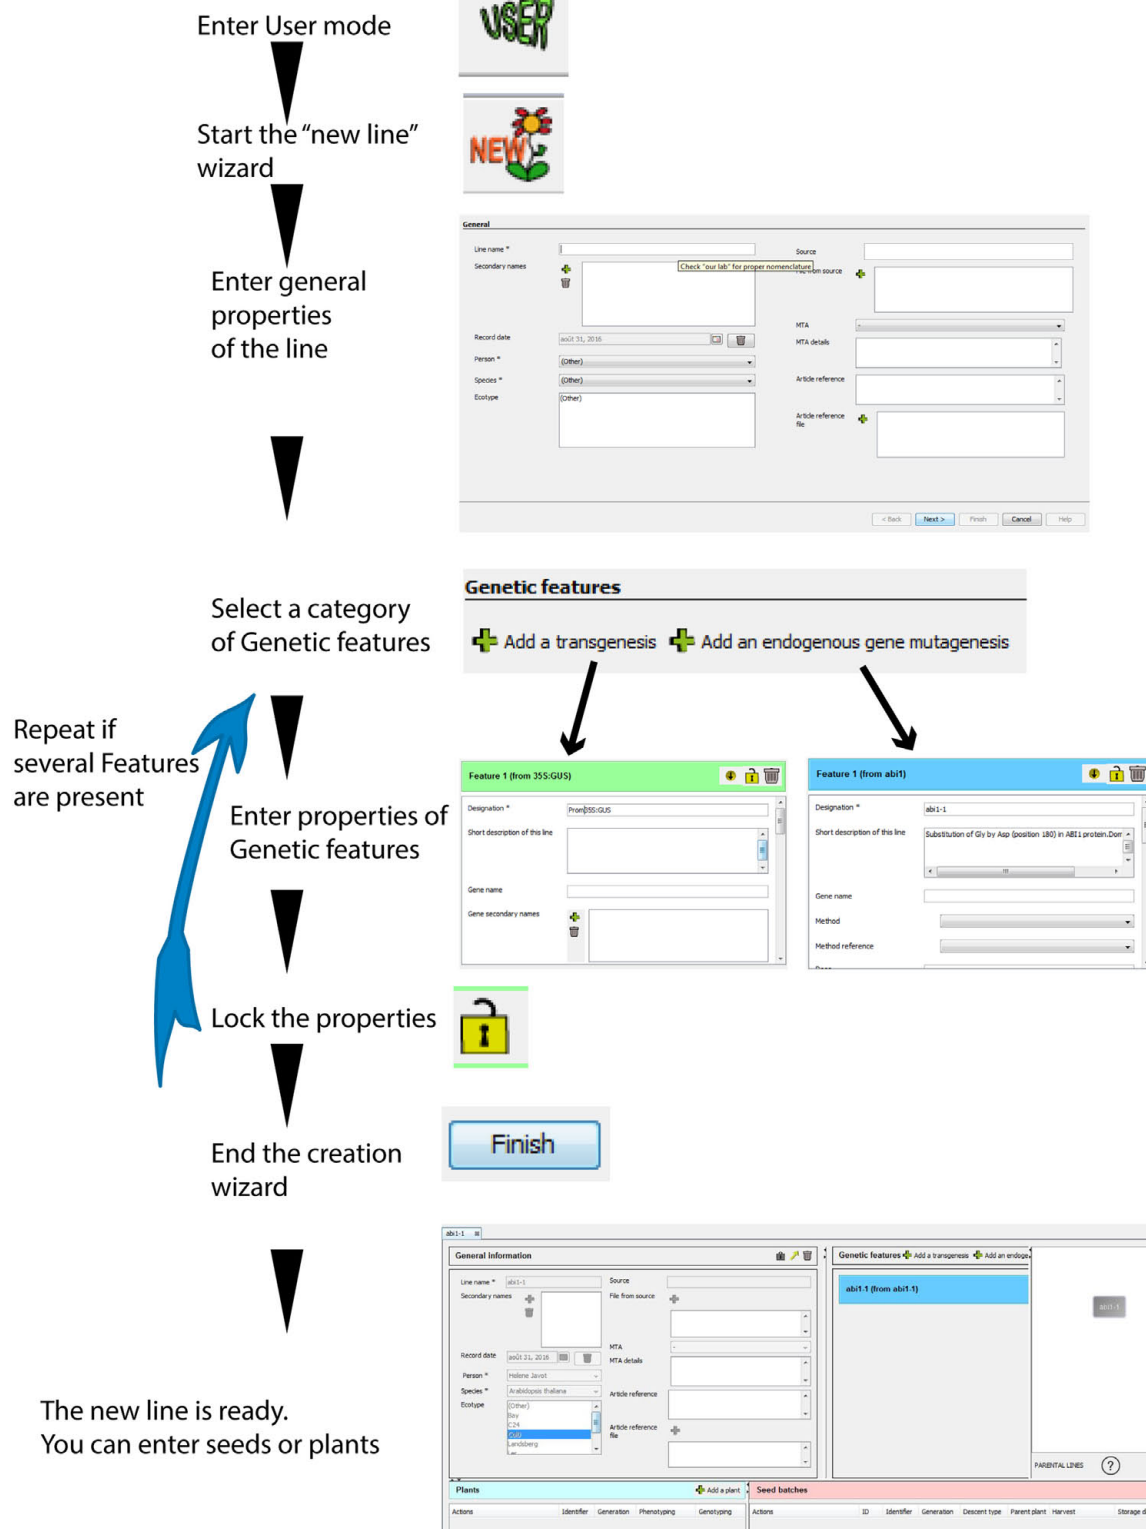 Enter User mode
USER
Start the “new line”
wizard
NEW
Enter general
properties
of the line
General
Line name *
Source
Check "our lab" for proper nomenclature
Secondary names
from source
Record date
août 31, 2016
MTA
-
MTA details
Person *
(Other)
Species *
(Other)
Article reference
Ecotype
(Other)
Article reference
file
< Back
Next >
Finish
Cancel
Help
Select a category
of Genetic features
Genetic features
Add a transgenesis
Add an endogenous gene mutagenesis
Repeat if
several Features
are present
Enter properties of
Genetic features
Feature 1 (from 35S:GUS)
Designation *
Prom35S:GUS
Short description of this line
Gene name
Gene secondary names
Feature 1 (from abi1)
Designation *
abi1-1
Short description of this line
Substitution of Gly by Asp (position 180) in ABI1 protein.Dom
Gene name
Method
Method reference
Lock the properties
End the creation
wizard
Finish
The new line is ready.
You can enter seeds or plants
abi1-1
General information
Line name *
abi1-1
Source
Secondary names
File from source
MTA
-
Record date
août 31, 2016
MTA details
Person *
Helene Javot
Species *
Arabidopsis thaliana
Article reference
Ecotype
(Other)
Bay
C24
Landsberg
Article reference
file
Genetic features
Add a transgenesis
Add an endoge
abi1-1 (from abi1-1)
abi1-1
PARENTAL LINES
?
Plants
Add a plant
Actions
Identifier
Generation
Phenotyping
Genotyping
Seed batches
Actions
ID
Identifier
Generation
Descent type
Parent plant
Harvest
Storage d